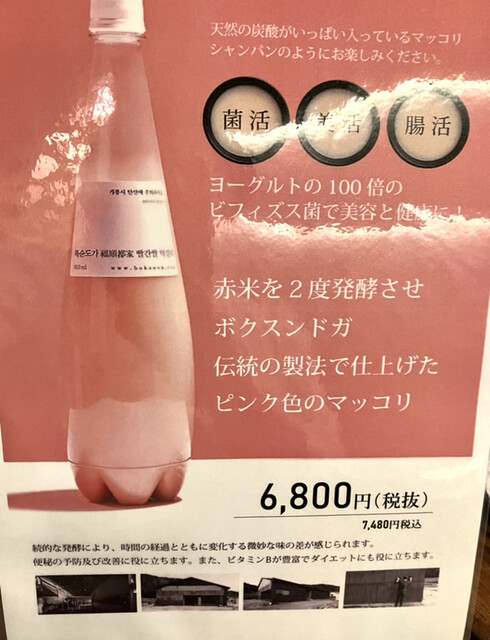 天然の炭酸がいっぱい入っているマッコリ
シャンパンのようにお楽しみください。
菌活
美活
腸活
ヨーグルトの100倍の
ビフィズス菌で美容と健康に！
赤米を2度発酵させ
ボクスンドガ
伝統の製法で仕上げた
ピンク色のマッコリ
복순도가 福順都家 빨간쌀
6,800円（税抜）
7,480円税込
続的な発酵により、時間の経過とともに変化する微妙な味の差が感じられます。
便秘の予防及び改善に役に立ちます。また、ビタミンBが豊富でダイエットにも役に立ちます。